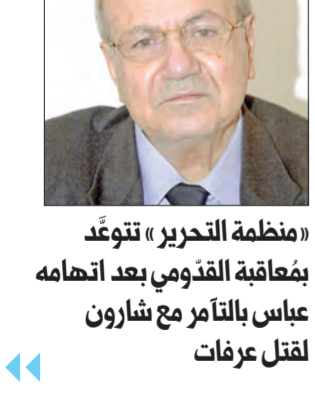 «منظمة التحرير» تتوعَّد
بمُعاقبة القدّومي بعد اتهامه
عباس بالتآمر مع شارون
لقتل عرفات